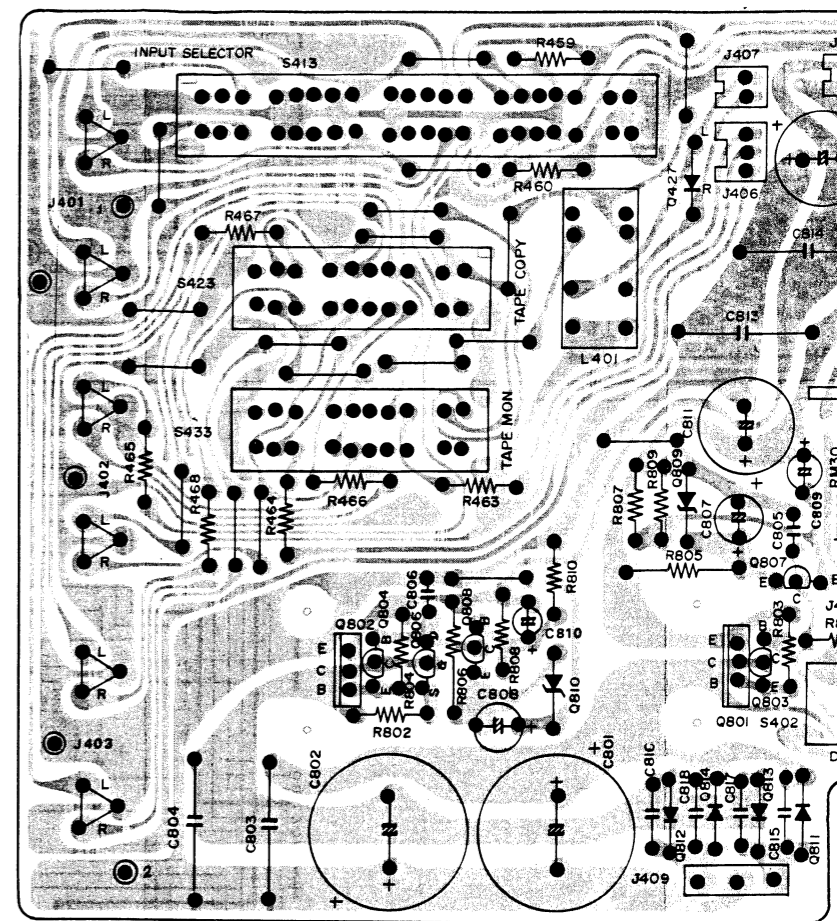 INPUT SELECTOR
S413
R459
J407
L
R
J401
1
R460
Q427
L
R
J406
+
+
R467
L
R
S423
TAPE COPY
L401
C814
C813
L
R
S433
TAPE MON.
C811
+
+
J402
R465
R468
R464
R466
R463
R807
R809
Q809
C807
+
C805
C809
+
L
R
R805
Q807
E
C
E
R810
C806
Q808
Q804
Q802
Q806
R804
R806
R808
C810
+
E
C
B
B
C
E
B
C
E
R803
B
E
C
B
E
Q803
Q801
S402
L
R
R802
C808
+
Q810
J403
C802
C801
+
L
R
C804
C803
+
+
+
C818
Q814
Q813
Q812
C815
Q811
2
J409